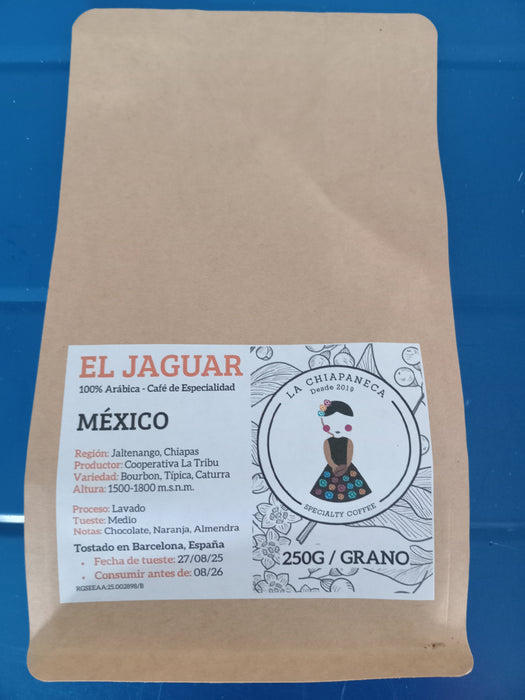 EL JAGUAR
100% Arábica - Café de Especialidad
MÉXICO
Región: Jaltenango, Chiapas
Productor: Cooperativa La Tribu
Variedad: Bourbon, Típica, Caturra
Altura: 1500-1800 m.s.n.m.
Proceso: Lavado
Tueste: Medio
Notas: Chocolate, Naranja, Almendra
Tostado en Barcelona, España
• Fecha de tueste: 27/08/25
• Consumir antes de: 08/26
RGSEEAA:25.002898/B
LA CHIAPANECA
Desde 2019
SPECIALTY COFFEE
250G / GRANO